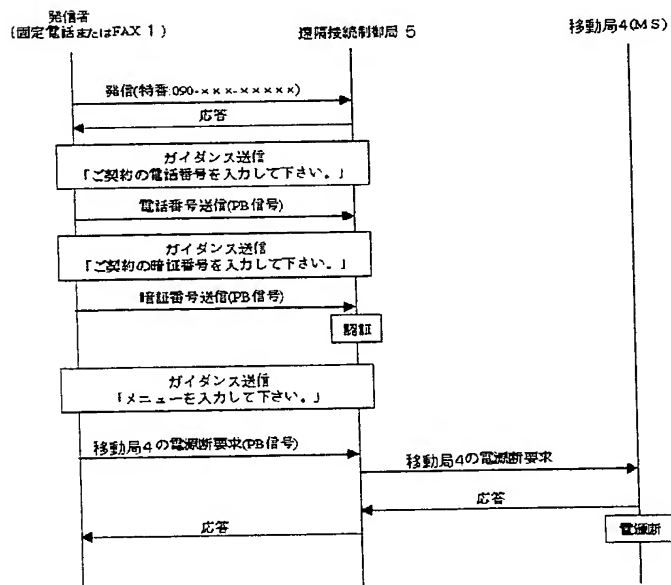 発信者
(固定電話またはFAX 1)
遠隔接続制御局 5
移動局4(MS)
発信(特番:090-×××-×××××)
応答
ガイダンス送信
「ご契約の電話番号を入力して下さい。」
電話番号送信(PB信号)
ガイダンス送信
「ご契約の暗証番号を入力して下さい。」
暗証番号送信(PB信号)
認証
ガイダンス送信
「メニューを入力して下さい。」
移動局4の電源断要求(PB信号)
移動局4の電源断要求
応答
応答
電源断